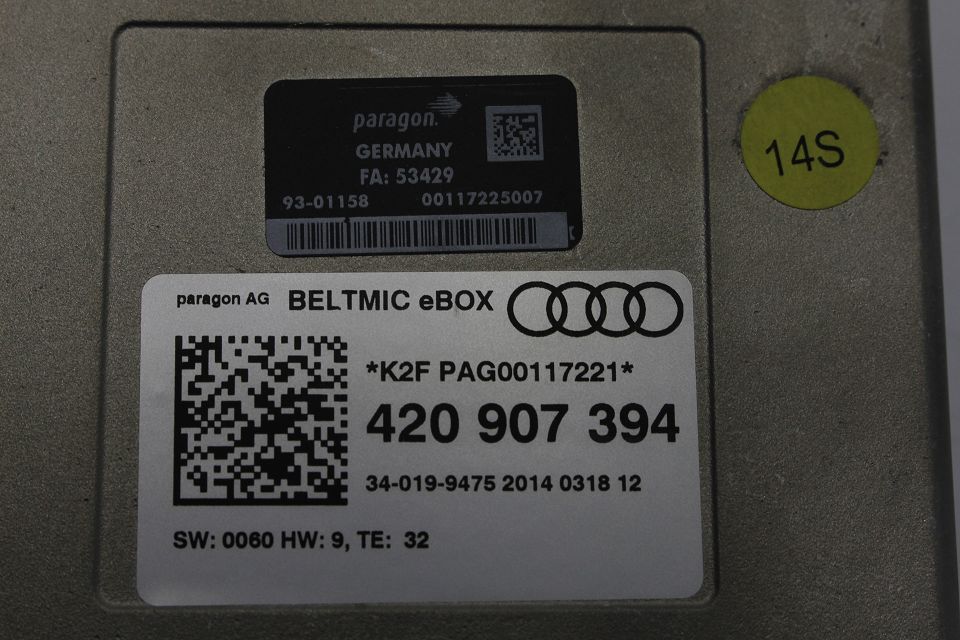 paragon
GERMANY
FA: 53429
93-01158 00117225007
14S
paragon AG BELTMIC eBOX
*K2F PAG00117221*
420 907 394
34-019-9475 2014 0318 12
SW: 0060 HW: 9, TE: 32